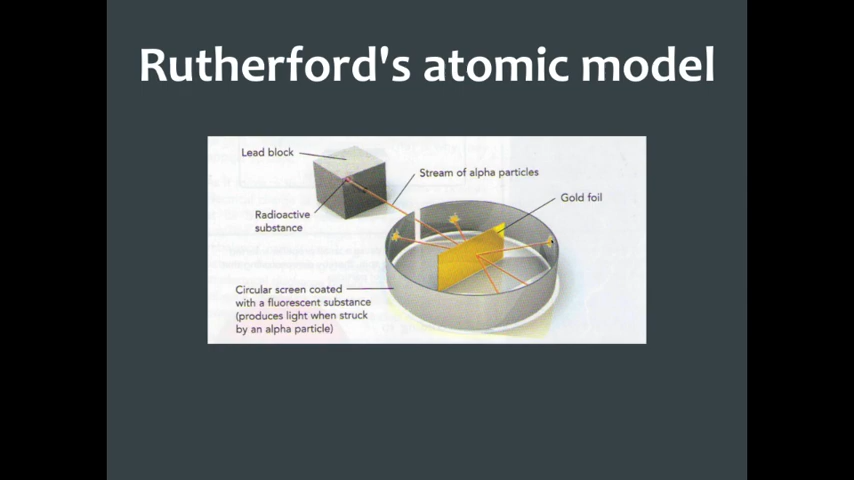 Rutherford's atomic model
Lead block
Stream of alpha particles
Gold foil
Radioactive
substance
Circular screen coated
with a fluorescent substance
(produces light when struck
by an alpha particle)